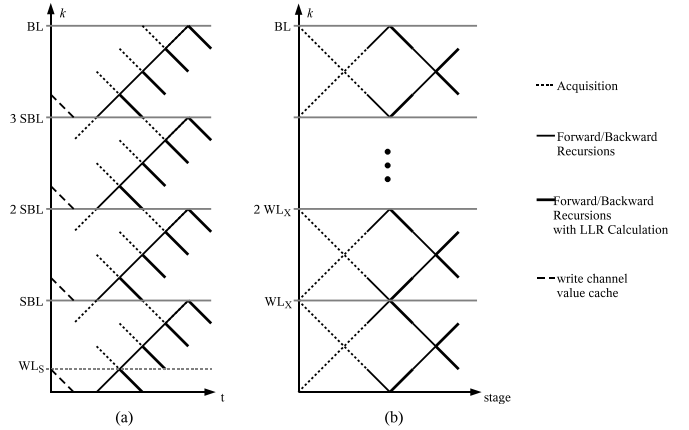 k
BL
3 SBL
2 SBL
SBL
WLS
t
(a)
k
BL
2 WLX
WLX
stage
(b)
Acquisition
Forward/Backward
Recursions
Forward/Backward
Recursions
with LLR Calculation
write channel
value cache